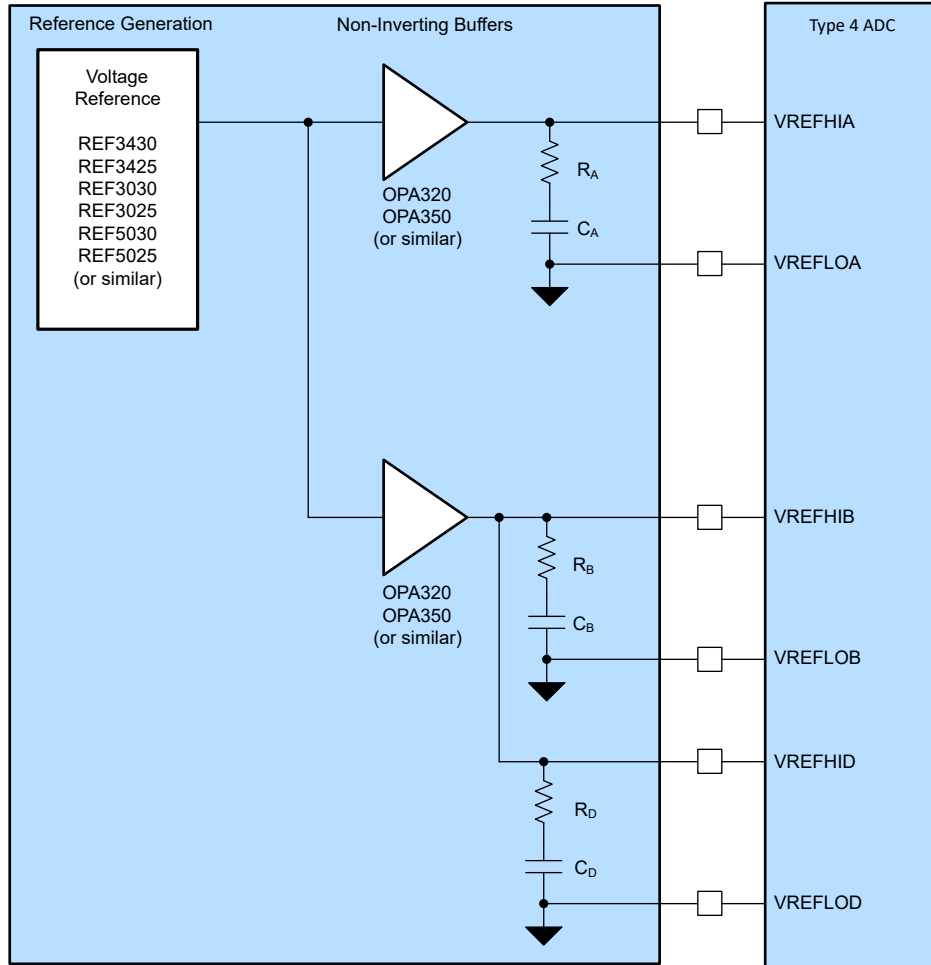 Reference Generation
Non-Inverting Buffers
Type 4 ADC
Voltage
Reference
REF3430
REF3425
REF3030
REF3025
REF5030
REF5025
(or similar)
OPA320
OPA350
(or similar)
RA
CA
VREFHIA
VREFLOA
OPA320
OPA350
(or similar)
RB
CB
VREFHIB
VREFLOB
RD
CD
VREFHID
VREFLOD